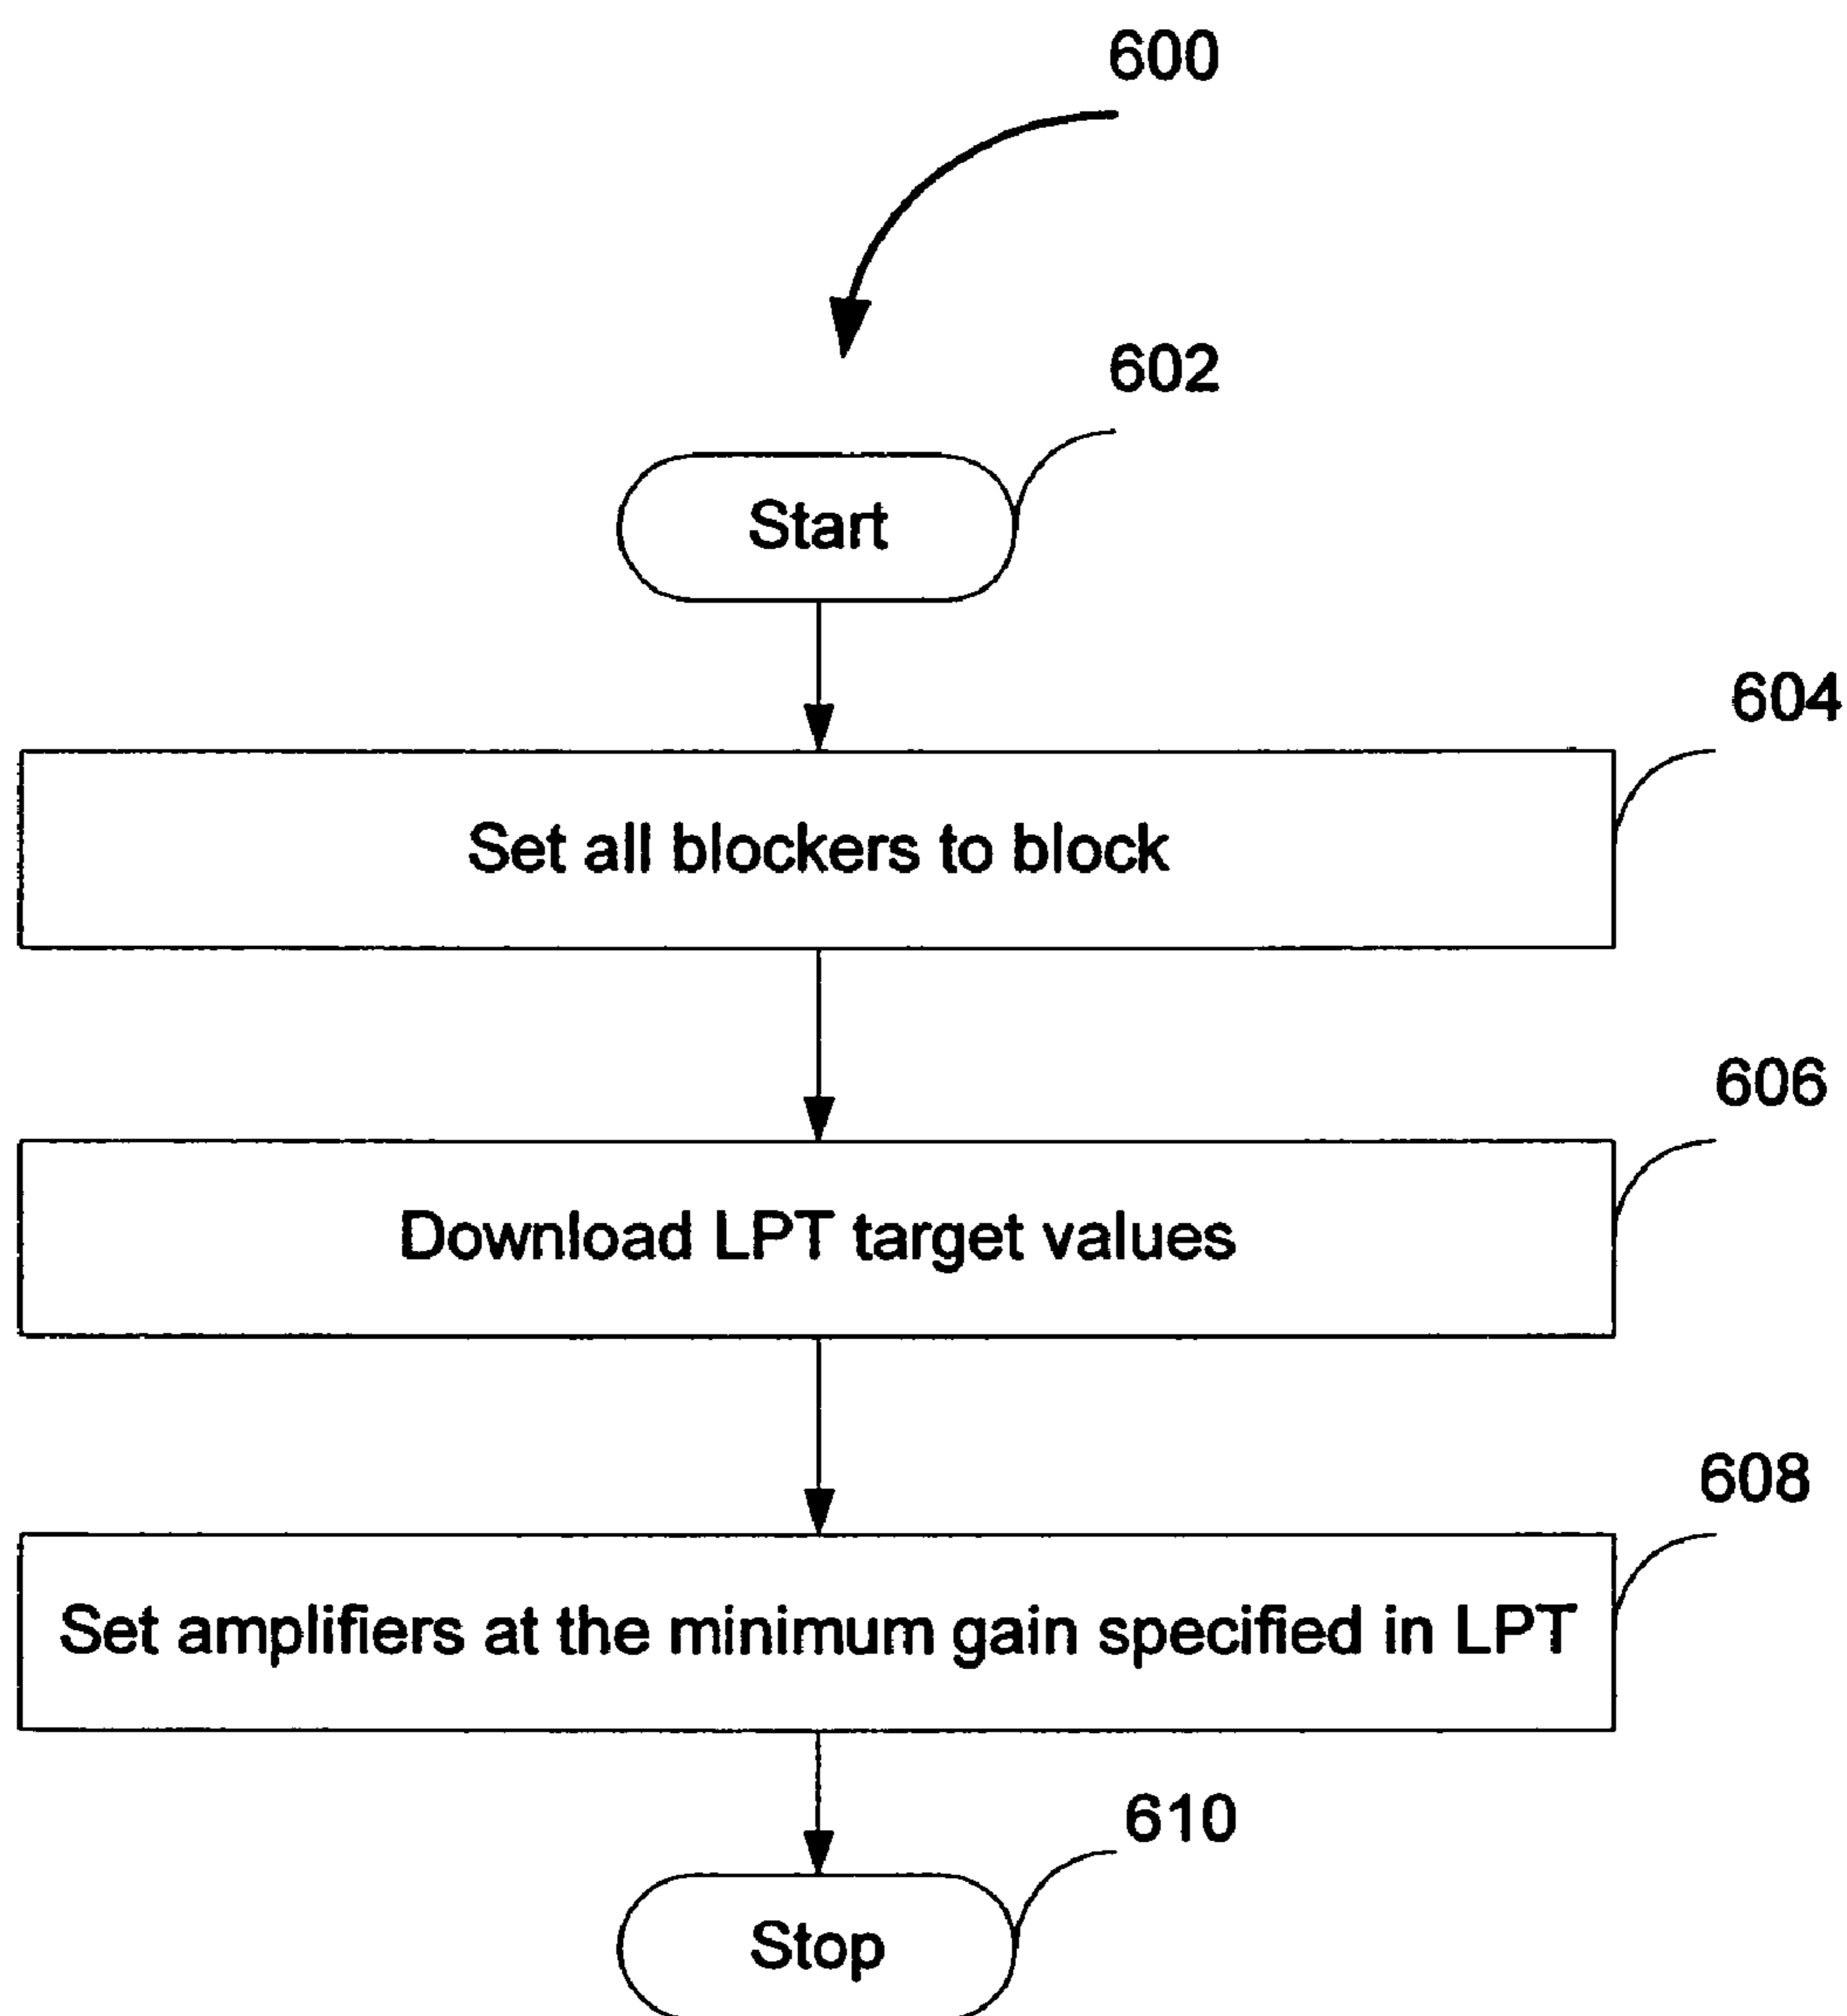 600
602
Start
604
Set all blockers to block
606
Download LPT target values
608
Set amplifiers at the minimum gain specified in LPT
610
Stop